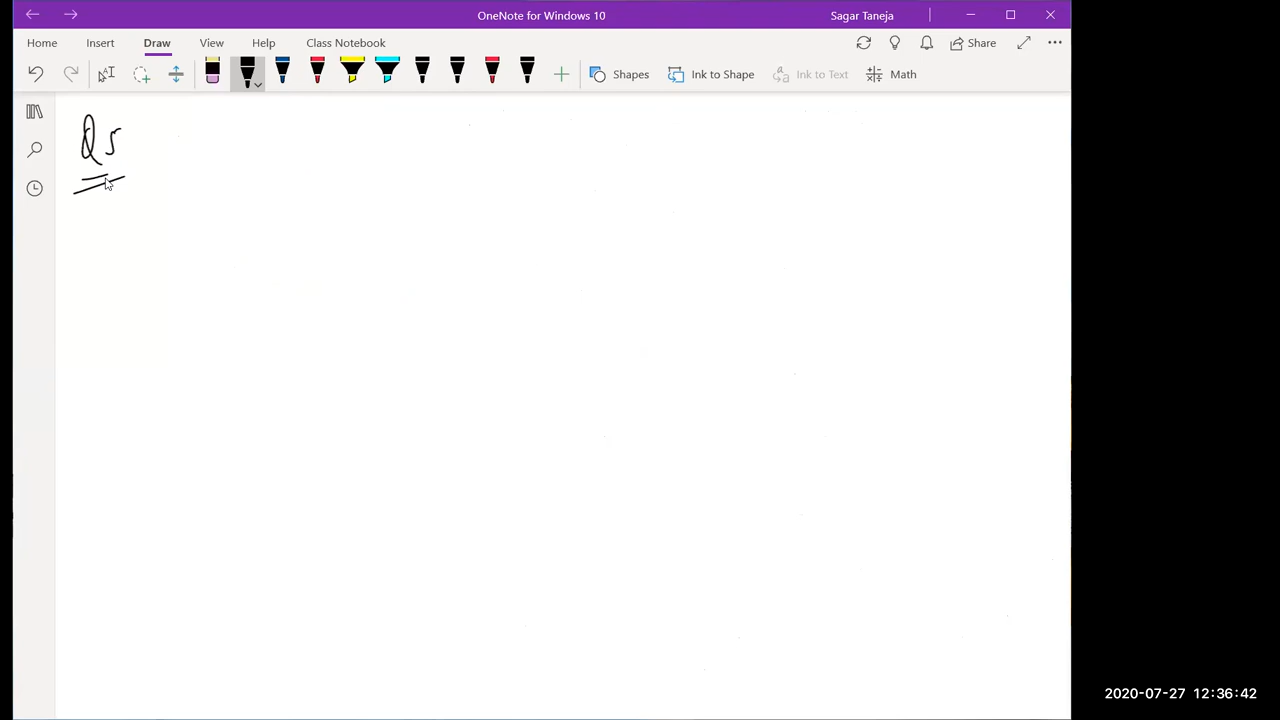 OneNote for Windows 10
Sagar Taneja
Home Insert Draw View Help Class Notebook
Share
Shapes Ink to Shape Ink to Text Math
Q5
2020-07-27 12:36:42